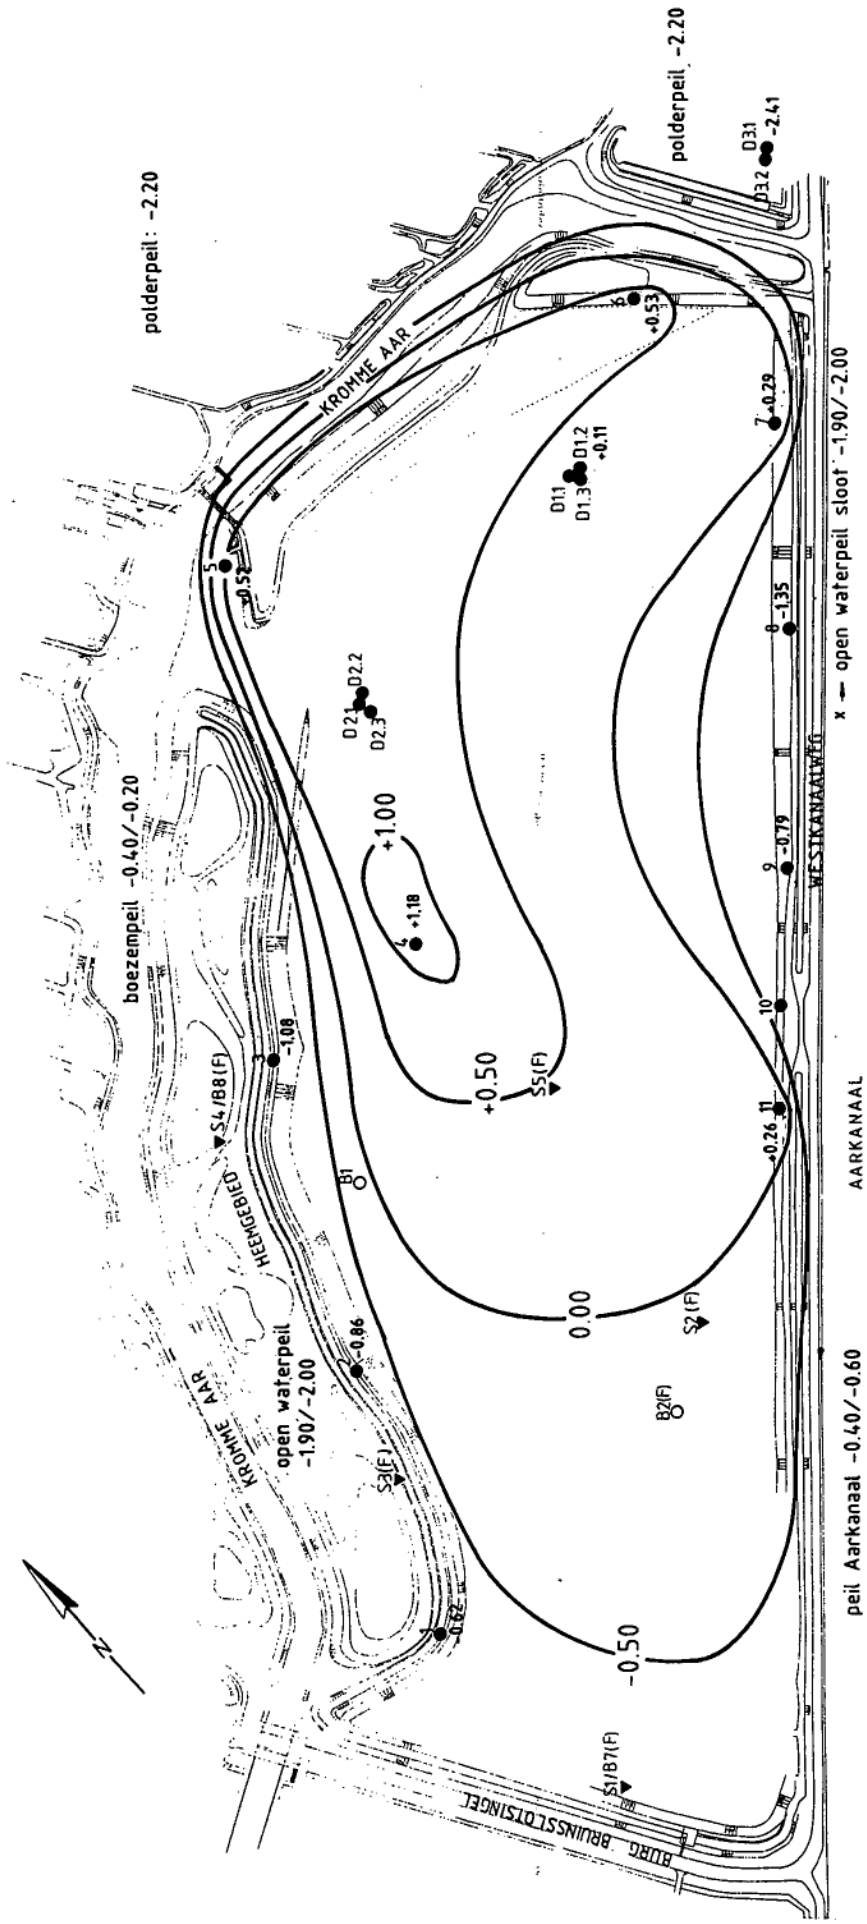 polderpeil: -2.20
polderpeil, -2.20
D3.1
D3.2
-2.41
KROMME AAR
6
+0.53
7
+0.29
D1.1
D1.2
D1.3
+0.11
5
+0.52
8
-1.35
x ← open waterpeil sloot -1.90/-2.00
D2.1
D2.2
D2.3
boezempeil -0.40/-0.20
+1.00
4
+1.18
9
-0.79
WESTKANAALWEG
3
-1.08
S4/B8(F)
+0.50
S5(F)
10
11
+0.26
AARKANAAL
HEEMGEBIED
B1
0.00
S2(F)
KROMME AAR
open waterpeil
-1.90/-2.00
2
-0.86
B2(F)
S3(F)
peil Aarkanaal -0.40/-0.60
1
-0.62
-0.50
N
S1/B7(F)
BURG BRUINSSLOTSINGEL